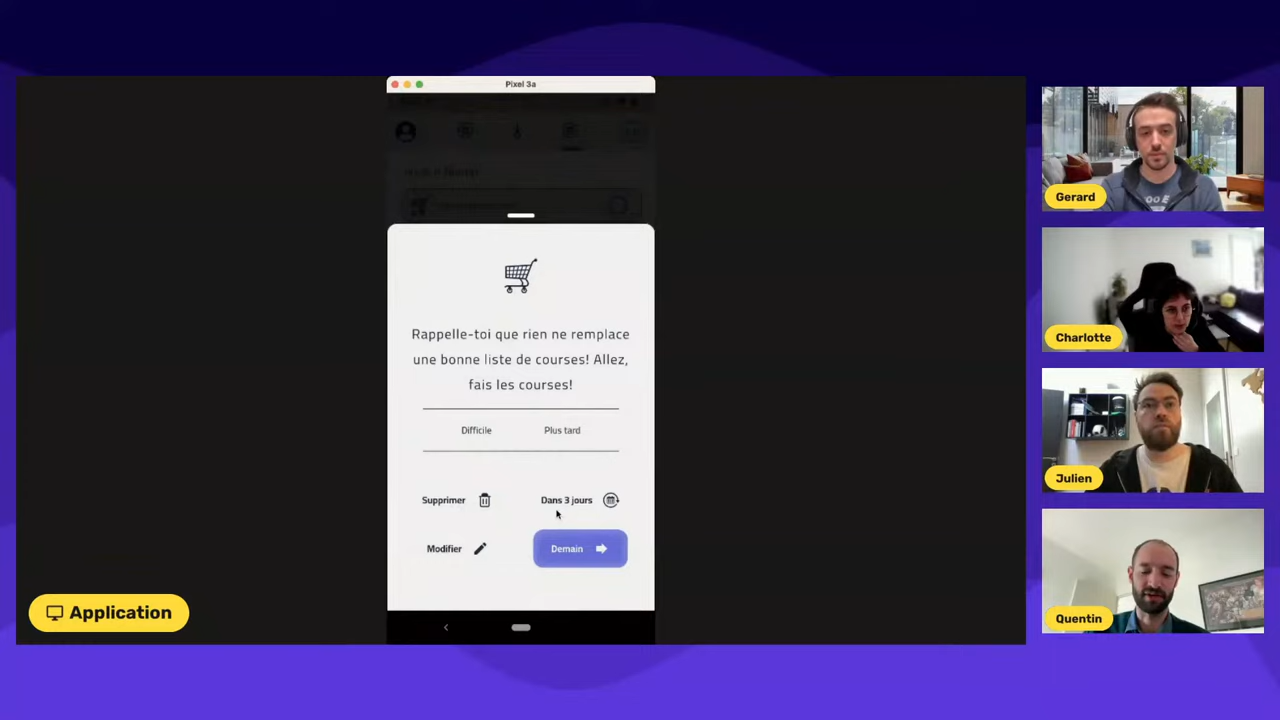 Pixel 3a
Rappelle-toi que rien ne remplace
une bonne liste de courses! Allez,
fais les courses!
Difficile
Plus tard
Supprimer
Dans 3 jours
Modifier
Demain
Application
Gerard
Charlotte
Julien
Quentin